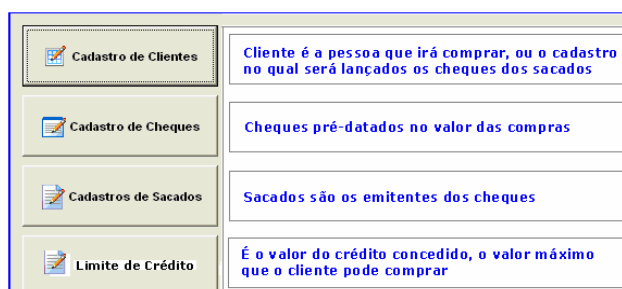 Cadastro de Clientes
Cliente é a pessoa que irá comprar, ou o cadastro
no qual será lançados os cheques dos sacados
Cadastro de Cheques
Cheques pré-datados no valor das compras
Cadastros de Sacados
Sacados são os emitentes dos cheques
Limite de Crédito
É o valor do crédito concedido, o valor máximo
que o cliente pode comprar